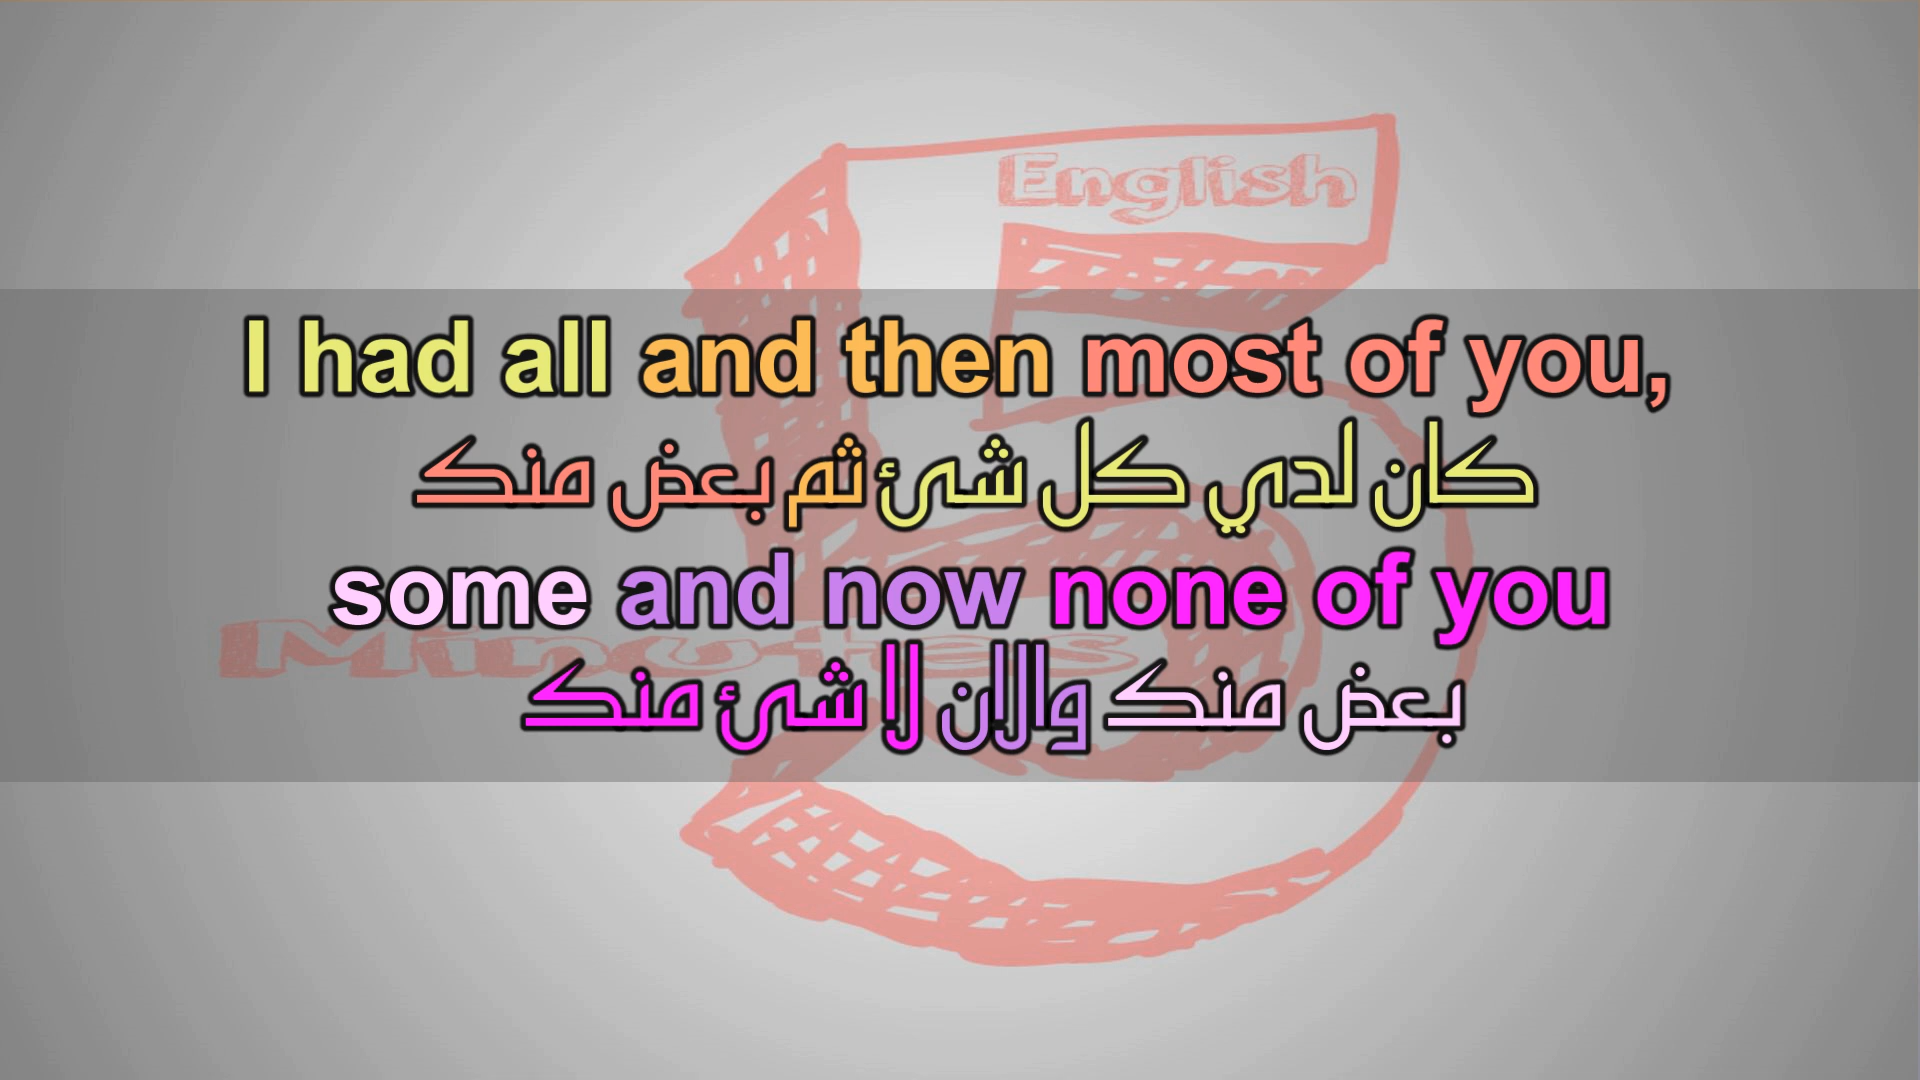 English
I had all and then most of you,
كان لدي كل شئ ثم بعض منك
some and now none of you
Minutes
بعض منك والان لا شئ منك